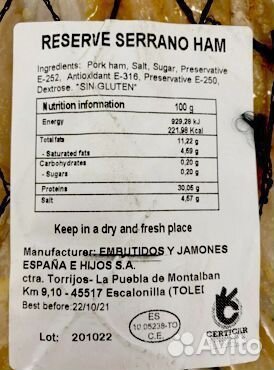 RESERVE SERRANO HAM
Ingredients: Pork ham, Salt, Sugar, Preservative
E-252, Antioxidant E-316, Preservative E-250,
Dextrose. *SIN GLUTEN*
Nutrition information 100 g
Energy 929,28 kJ
221,98 Kcal
Total fats 11,22 g
- Saturated fats 4,59 g
Carbohydrates 0,20 g
- Sugars 0,20 g
Proteins 30,05 g
Salt 4,57 g
Keep in a dry and fresh place
Manufacturer: EMBUTIDOS Y JAMONES
ESPAÑA E HIJOS S.A.
ctra. Torrijos- La Puebla de Montalban
Km 9,10 - 45517 Escalonilla (TOLE
Best before: 22/10/21
Lot: 201022
ES
10.05238-TO
C.E.
CERTICAR
Avito